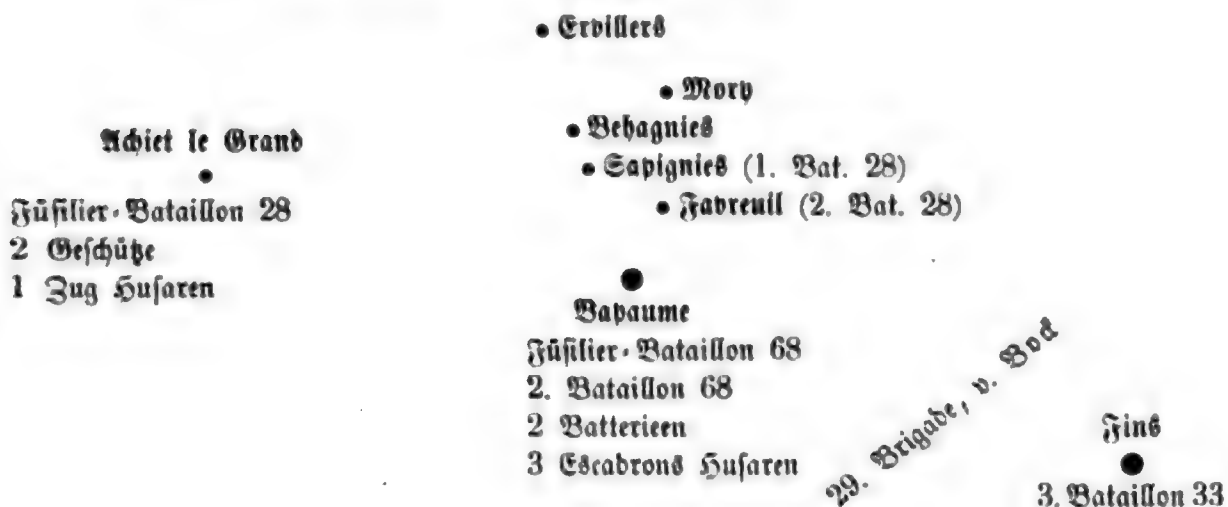 Ervillers
Mory
Achiet le Grand
Behagnies
Sapignies (1. Bat. 28)
Favreuil (2. Bat. 28)
Füsilier-Bataillon 28
2 Geschütze
1 Zug Husaren
Bapaume
Füsilier-Bataillon 68
2. Bataillon 68
2 Batterieen
3 Escadrons Husaren
29. Brigade, v. Bock
Fins
3. Bataillon 33